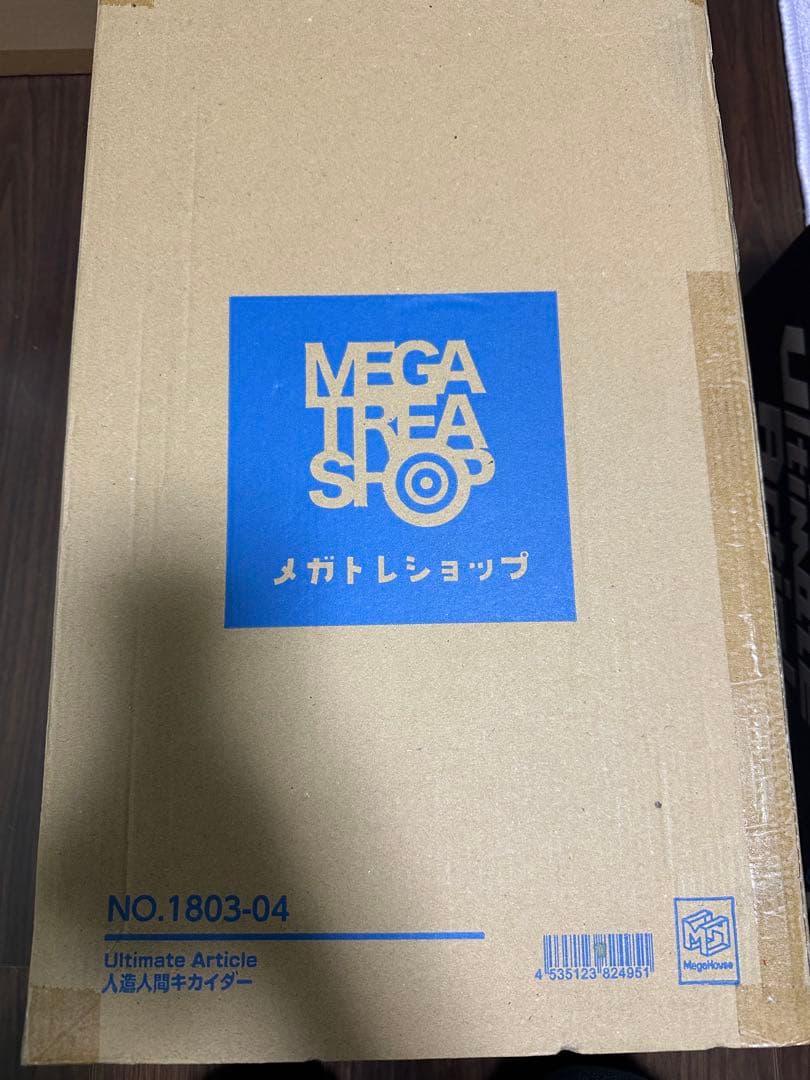 MEGA
TREA
SHOP
メガトレショップ
NO.1803-04
Ultimate Article
人造人間キカイダー
4 535123 824951
MegaHouse